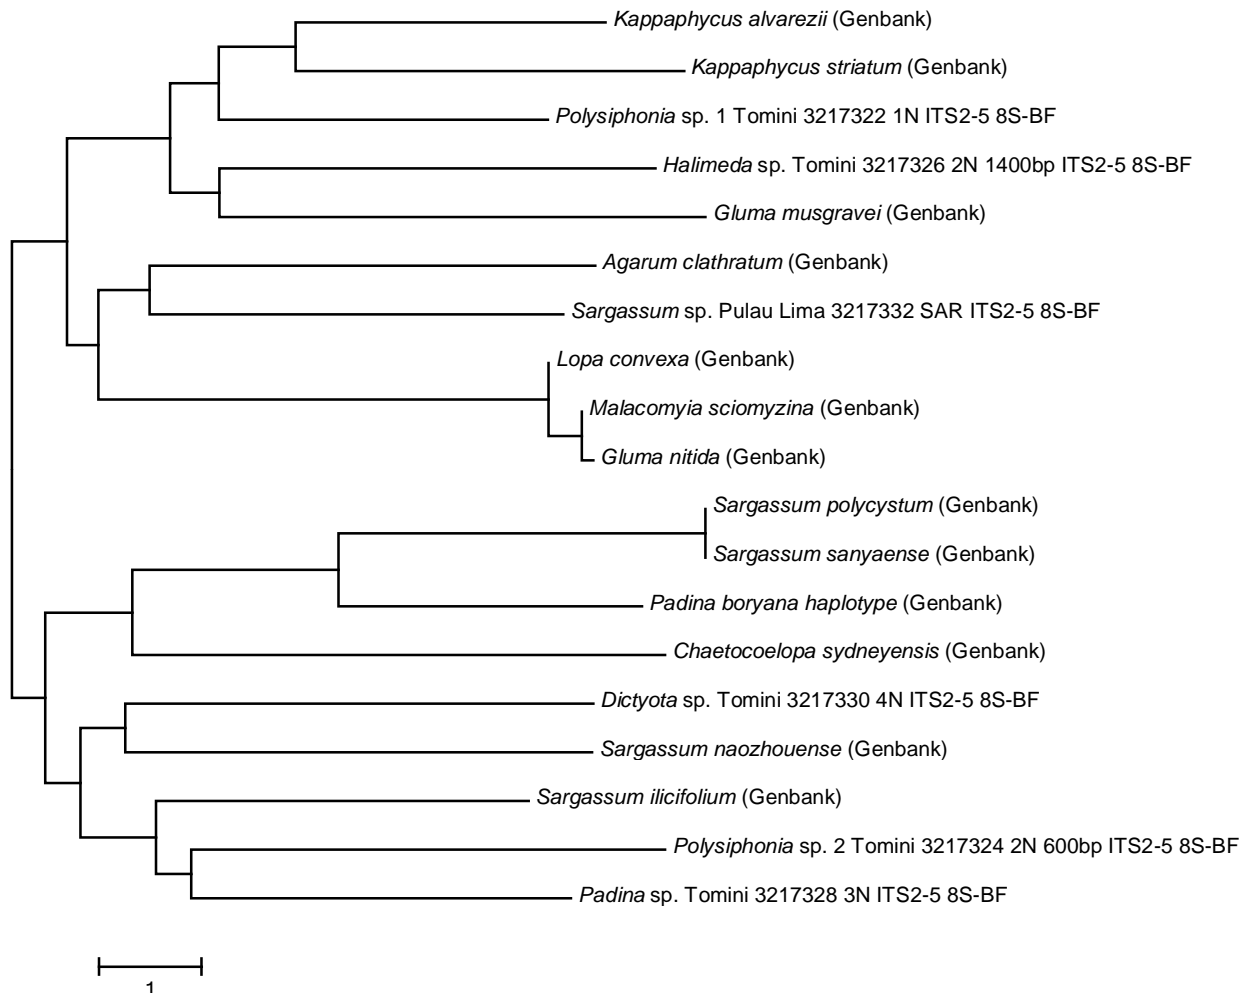 Kappaphycus alvarezii (Genbank)
Kappaphycus striatum (Genbank)
Polysiphonia sp. 1 Tomini 3217322 1N ITS2-5 8S-BF
Halimeda sp. Tomini 3217326 2N 1400bp ITS2-5 8S-BF
Gluma musgravei (Genbank)
Agarum clathratum (Genbank)
Sargassum sp. Pulau Lima 3217332 SAR ITS2-5 8S-BF
Lopa convexa (Genbank)
Malacomyia sciomyzina (Genbank)
Gluma nitida (Genbank)
Sargassum polycystum (Genbank)
Sargassum sanyaense (Genbank)
Padina boryana haplotype (Genbank)
Chaetocoelopa sydneyensis (Genbank)
Dictyota sp. Tomini 3217330 4N ITS2-5 8S-BF
Sargassum naozhouense (Genbank)
Sargassum ilicifolium (Genbank)
Polysiphonia sp. 2 Tomini 3217324 2N 600bp ITS2-5 8S-BF
Padina sp. Tomini 3217328 3N ITS2-5 8S-BF
1